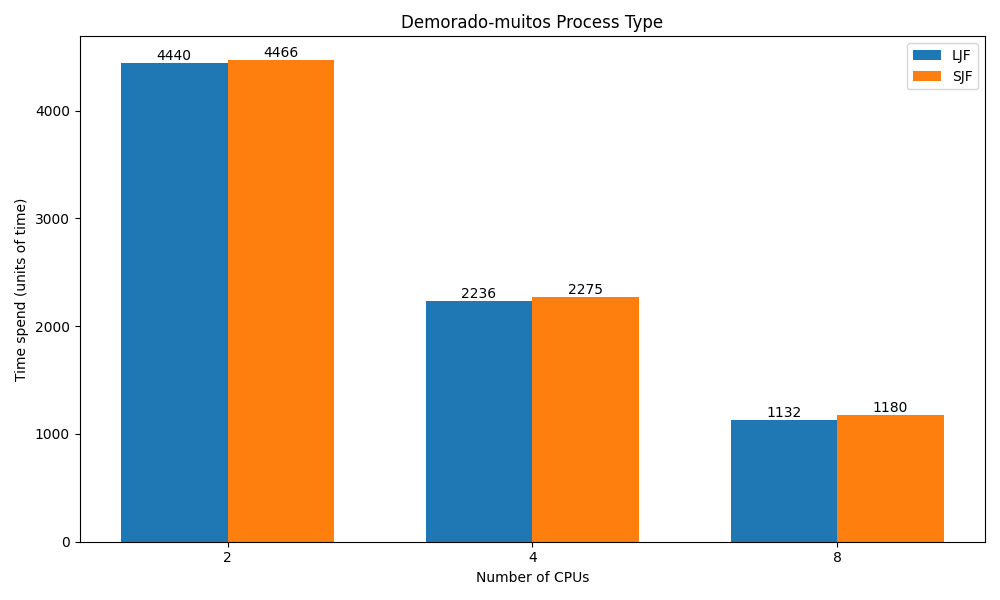 Demorado-muitos Process Type
LJF
SJF
4440
4466
2236
2275
1132
1180
Time spend (units of time)
4000
3000
2000
1000
0
2
4
8
Number of CPUs